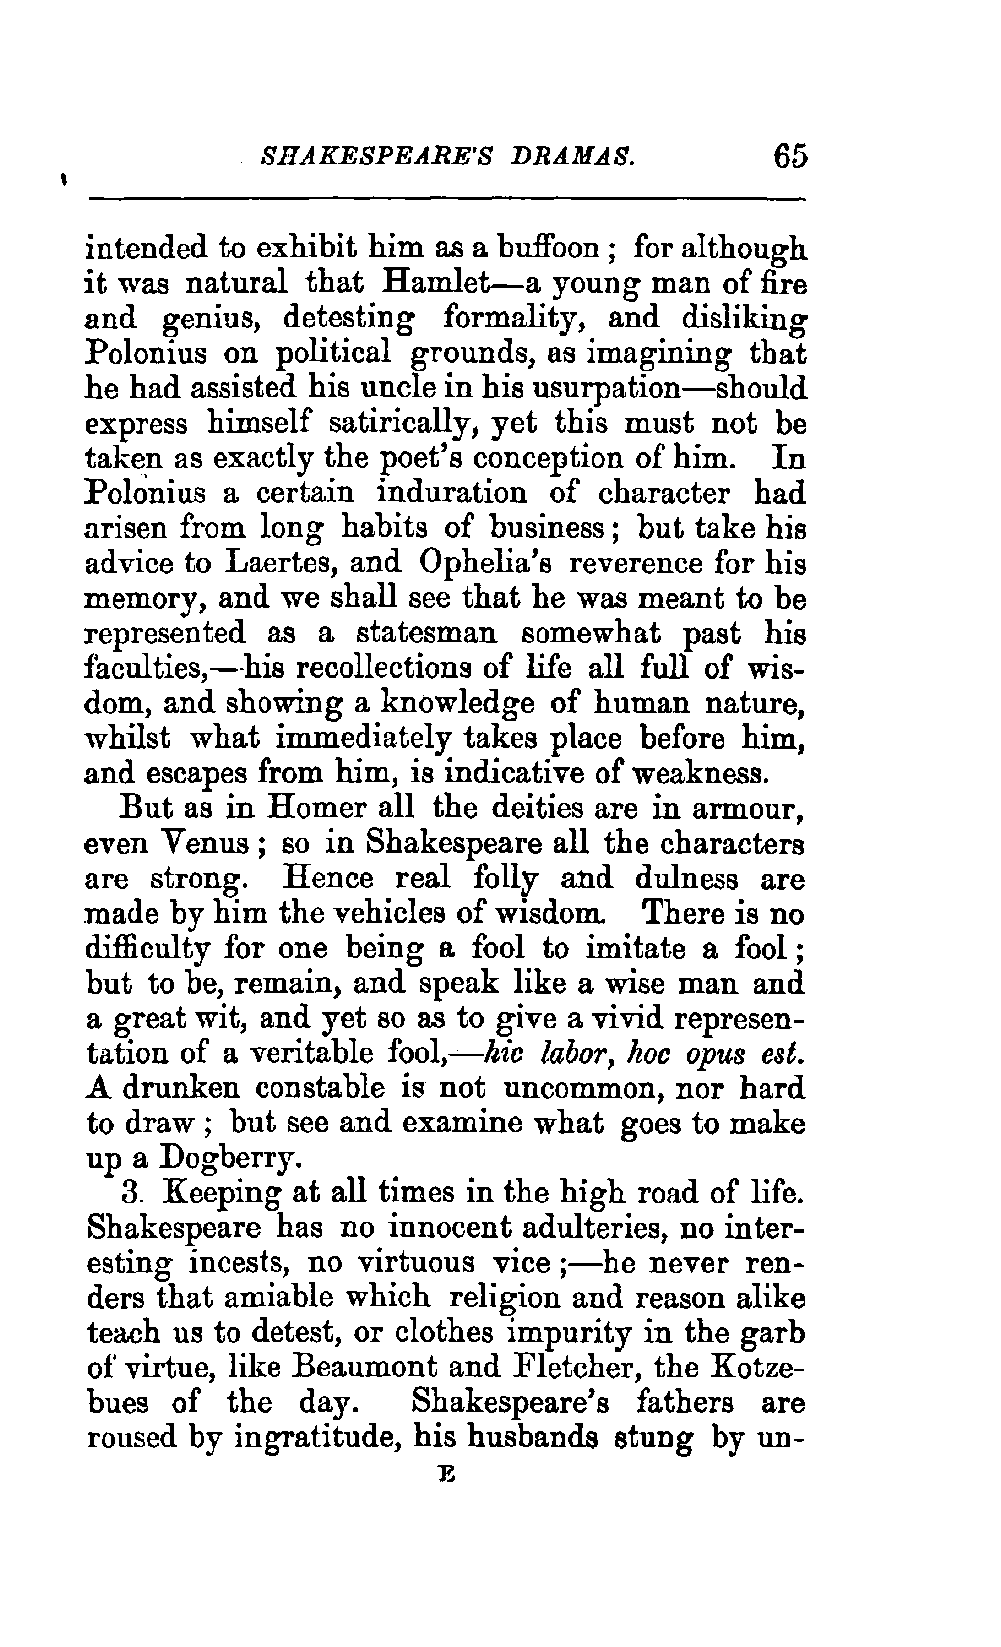 SHAKESPEARE'S DRAMAS. 65
intended to exhibit him as a buffoon ; for although
it was natural that Hamlet—a young man of fire
and genius, detesting formality, and disliking
Polonius on political grounds, as imagining that
he had assisted his uncle in his usurpation—should
express himself satirically, yet this must not be
taken as exactly the poet's conception of him. In
Polonius a certain induration of character had
arisen from long habits of business ; but take his
advice to Laertes, and Ophelia's reverence for his
memory, and we shall see that he was meant to be
represented as a statesman somewhat past his
faculties,—his recollections of life all full of wis-
dom, and showing a knowledge of human nature,
whilst what immediately takes place before him,
and escapes from him, is indicative of weakness.
But as in Homer all the deities are in armour,
even Venus ; so in Shakespeare all the characters
are strong. Hence real folly and dulness are
made by him the vehicles of wisdom. There is no
difficulty for one being a fool to imitate a fool ;
but to be, remain, and speak like a wise man and
a great wit, and yet so as to give a vivid represen-
tation of a veritable fool,—hic labor, hoc opus est.
A drunken constable is not uncommon, nor hard
to draw ; but see and examine what goes to make
up a Dogberry.
3. Keeping at all times in the high road of life.
Shakespeare has no innocent adulteries, no inter-
esting incests, no virtuous vice ;—he never ren-
ders that amiable which religion and reason alike
teach us to detest, or clothes impurity in the garb
of virtue, like Beaumont and Fletcher, the Kotze-
bues of the day. Shakespeare's fathers are
roused by ingratitude, his husbands stung by un-
E